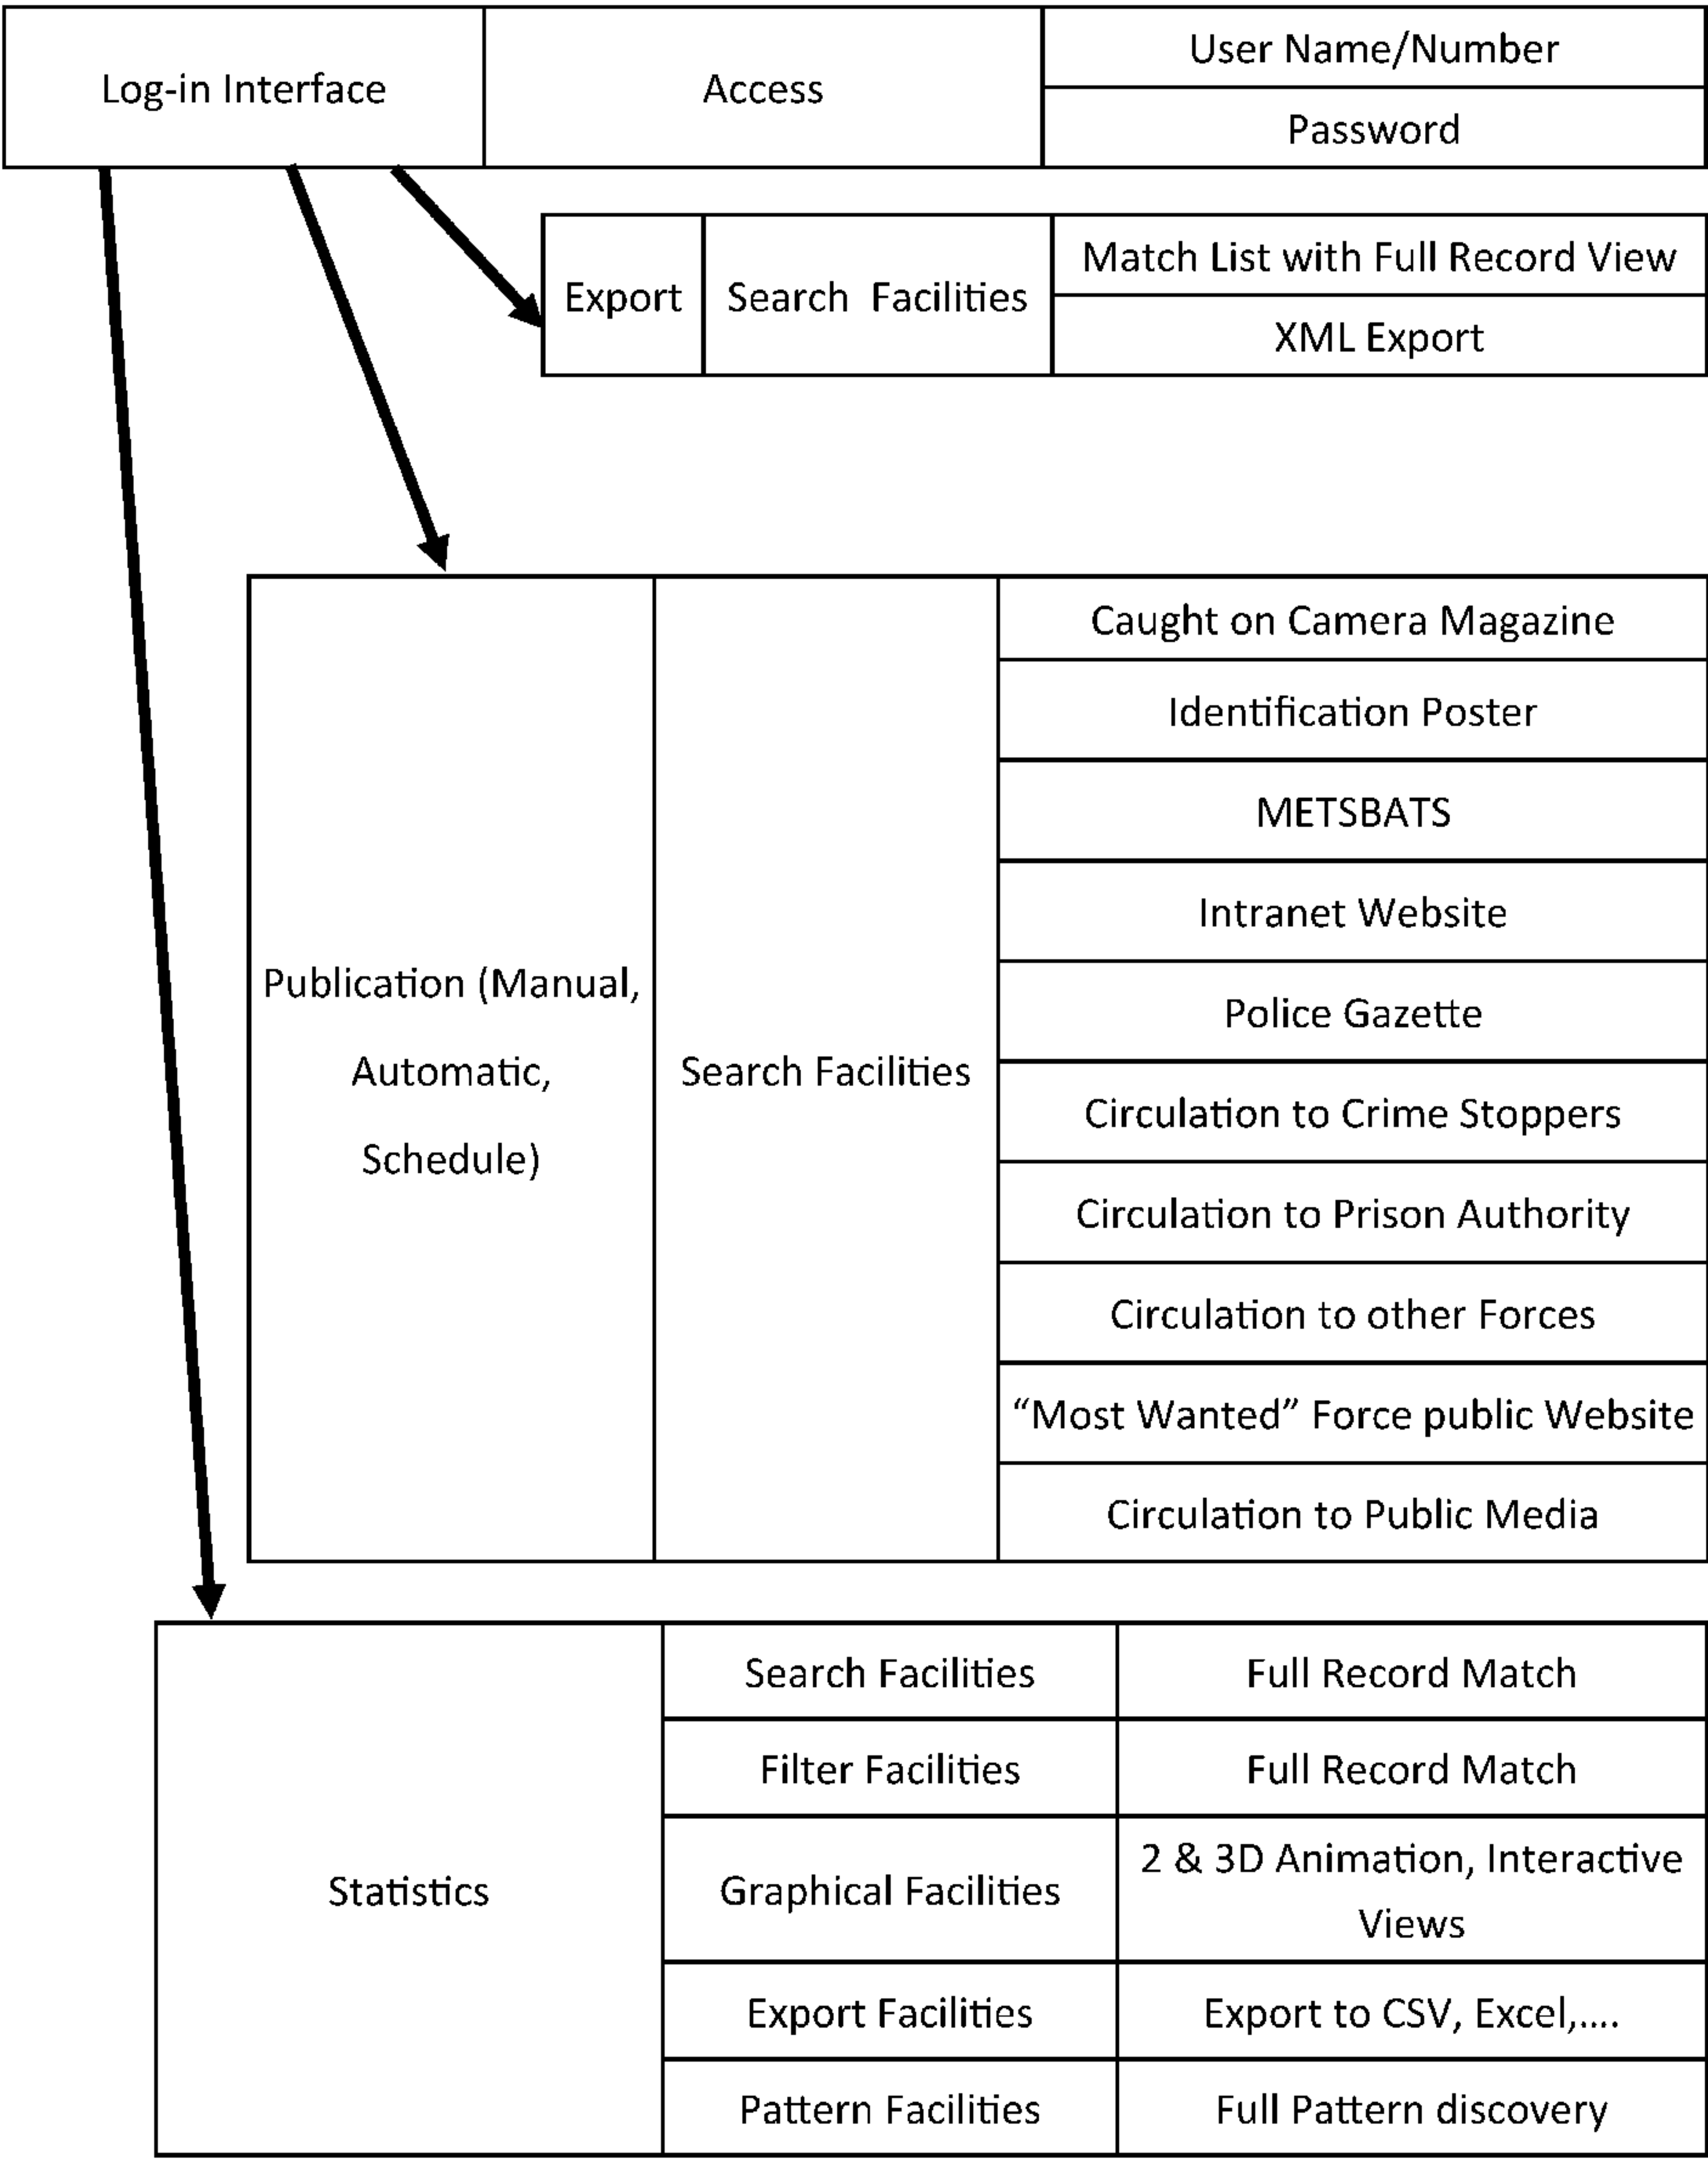 Log-in Interface
Access
User Name/Number
Password
Export
Search Facilities
Match List with Full Record View
XML Export
Publication (Manual,
Automatic,
Schedule)
Search Facilities
Caught on Camera Magazine
Identification Poster
METSBATS
Intranet Website
Police Gazette
Circulation to Crime Stoppers
Circulation to Prison Authority
Circulation to other Forces
“Most Wanted” Force public Website
Circulation to Public Media
Statistics
Search Facilities
Full Record Match
Filter Facilities
Full Record Match
Graphical Facilities
2 & 3D Animation, Interactive
Views
Export Facilities
Export to CSV, Excel,....
Pattern Facilities
Full Pattern discovery